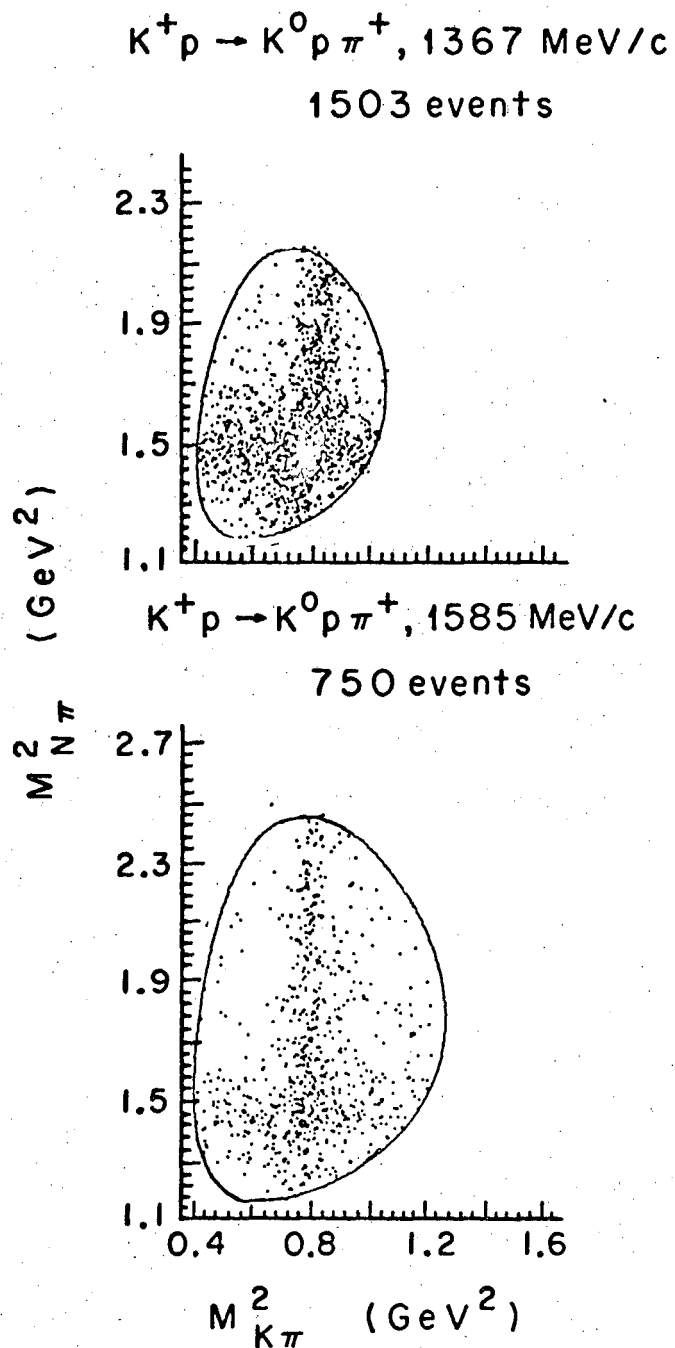 K⁺p → K⁰pπ⁺, 1367 MeV/c
1503 events
2.3
1.9
1.5
1.1
K⁺p → K⁰pπ⁺, 1585 MeV/c
750 events
M²Nπ (GeV²)
2.7
2.3
1.9
1.5
1.1
0.4 0.8 1.2 1.6
M²Kπ (GeV²)